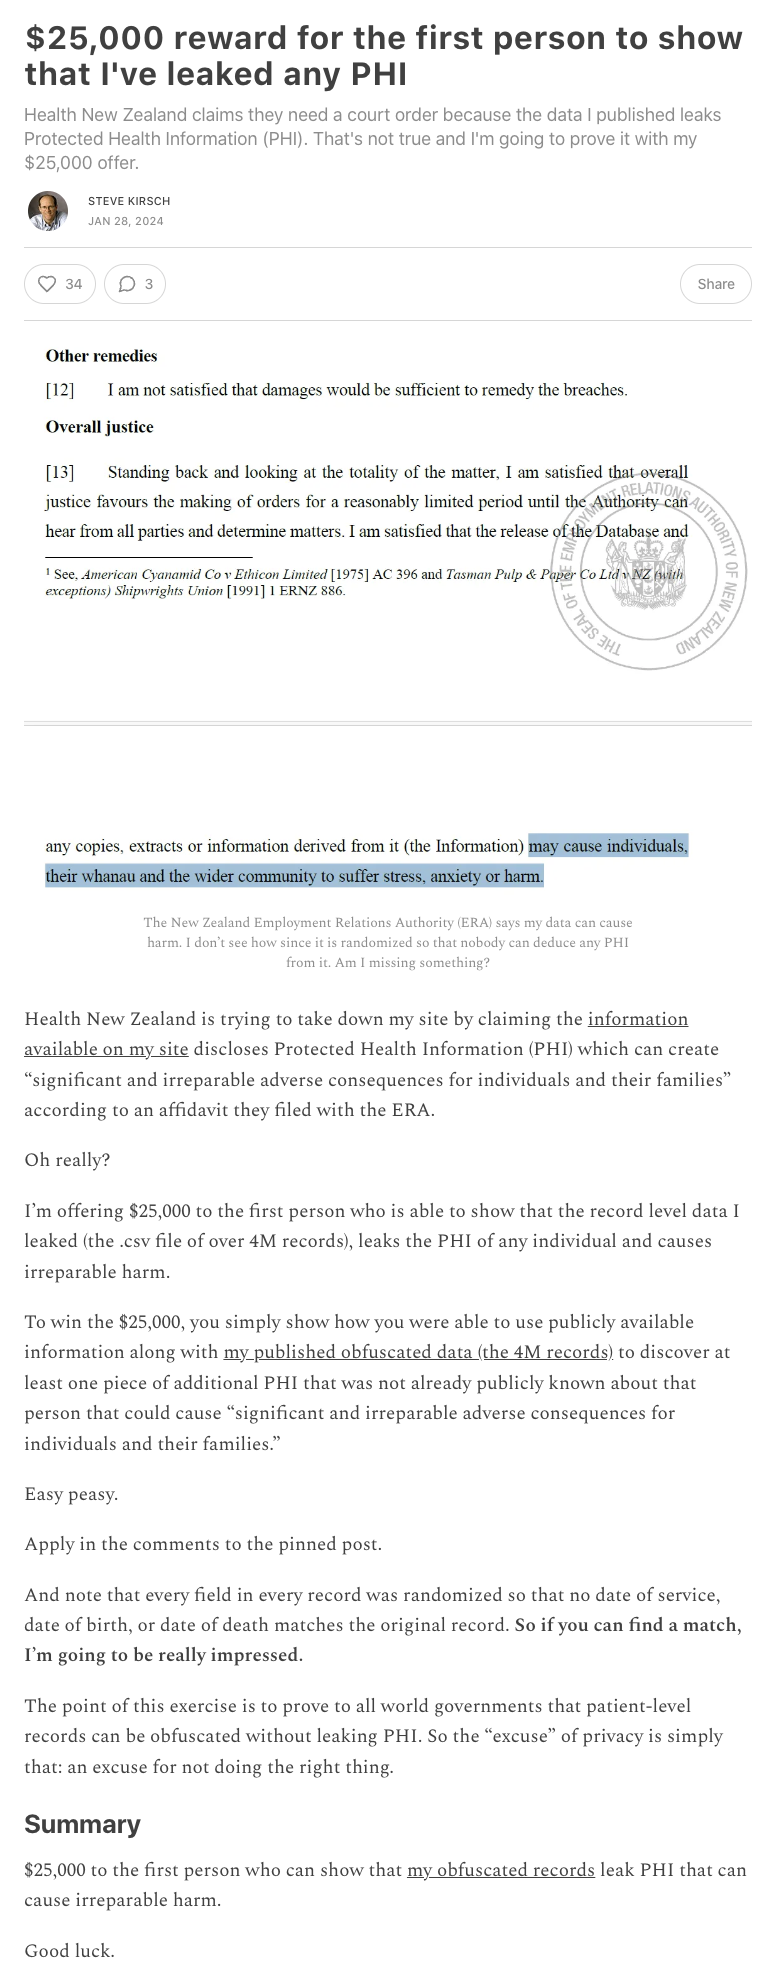 $25,000 reward for the first person to show
that I've leaked any PHI
Health New Zealand claims they need a court order because the data I published leaks
Protected Health Information (PHI). That's not true and I'm going to prove it with my
$25,000 offer.
STEVE KIRSCH
JAN 28, 2024
34
3
Share
Other remedies
[12] I am not satisfied that damages would be sufficient to remedy the breaches.
Overall justice
[13] Standing back and looking at the totality of the matter, I am satisfied that overall
justice favours the making of orders for a reasonably limited period until the Authority can
hear from all parties and determine matters. I am satisfied that the release of the Database and
1 See, American Cyanamid Co v Ethicon Limited [1975] AC 396 and Tasman Pulp & Paper Co Ltd v NZ (with
exceptions) Shipwrights Union [1991] 1 ERNZ 886.
THE SEAL OF THE EMPLOYMENT RELATIONS AUTHORITY OF NEW ZEALAND
any copies, extracts or information derived from it (the Information) may cause individuals,
their whanau and the wider community to suffer stress, anxiety or harm.
The New Zealand Employment Relations Authority (ERA) says my data can cause
harm. I don’t see how since it is randomized so that nobody can deduce any PHI
from it. Am I missing something?
Health New Zealand is trying to take down my site by claiming the information
available on my site discloses Protected Health Information (PHI) which can create
“significant and irreparable adverse consequences for individuals and their families”
according to an affidavit they filed with the ERA.
Oh really?
I’m offering $25,000 to the first person who is able to show that the record level data I
leaked (the .csv file of over 4M records), leaks the PHI of any individual and causes
irreparable harm.
To win the $25,000, you simply show how you were able to use publicly available
information along with my published obfuscated data (the 4M records) to discover at
least one piece of additional PHI that was not already publicly known about that
person that could cause “significant and irreparable adverse consequences for
individuals and their families.”
Easy peasy.
Apply in the comments to the pinned post.
And note that every field in every record was randomized so that no date of service,
date of birth, or date of death matches the original record. So if you can find a match,
I’m going to be really impressed.
The point of this exercise is to prove to all world governments that patient-level
records can be obfuscated without leaking PHI. So the “excuse” of privacy is simply
that: an excuse for not doing the right thing.
Summary
$25,000 to the first person who can show that my obfuscated records leak PHI that can
cause irreparable harm.
Good luck.